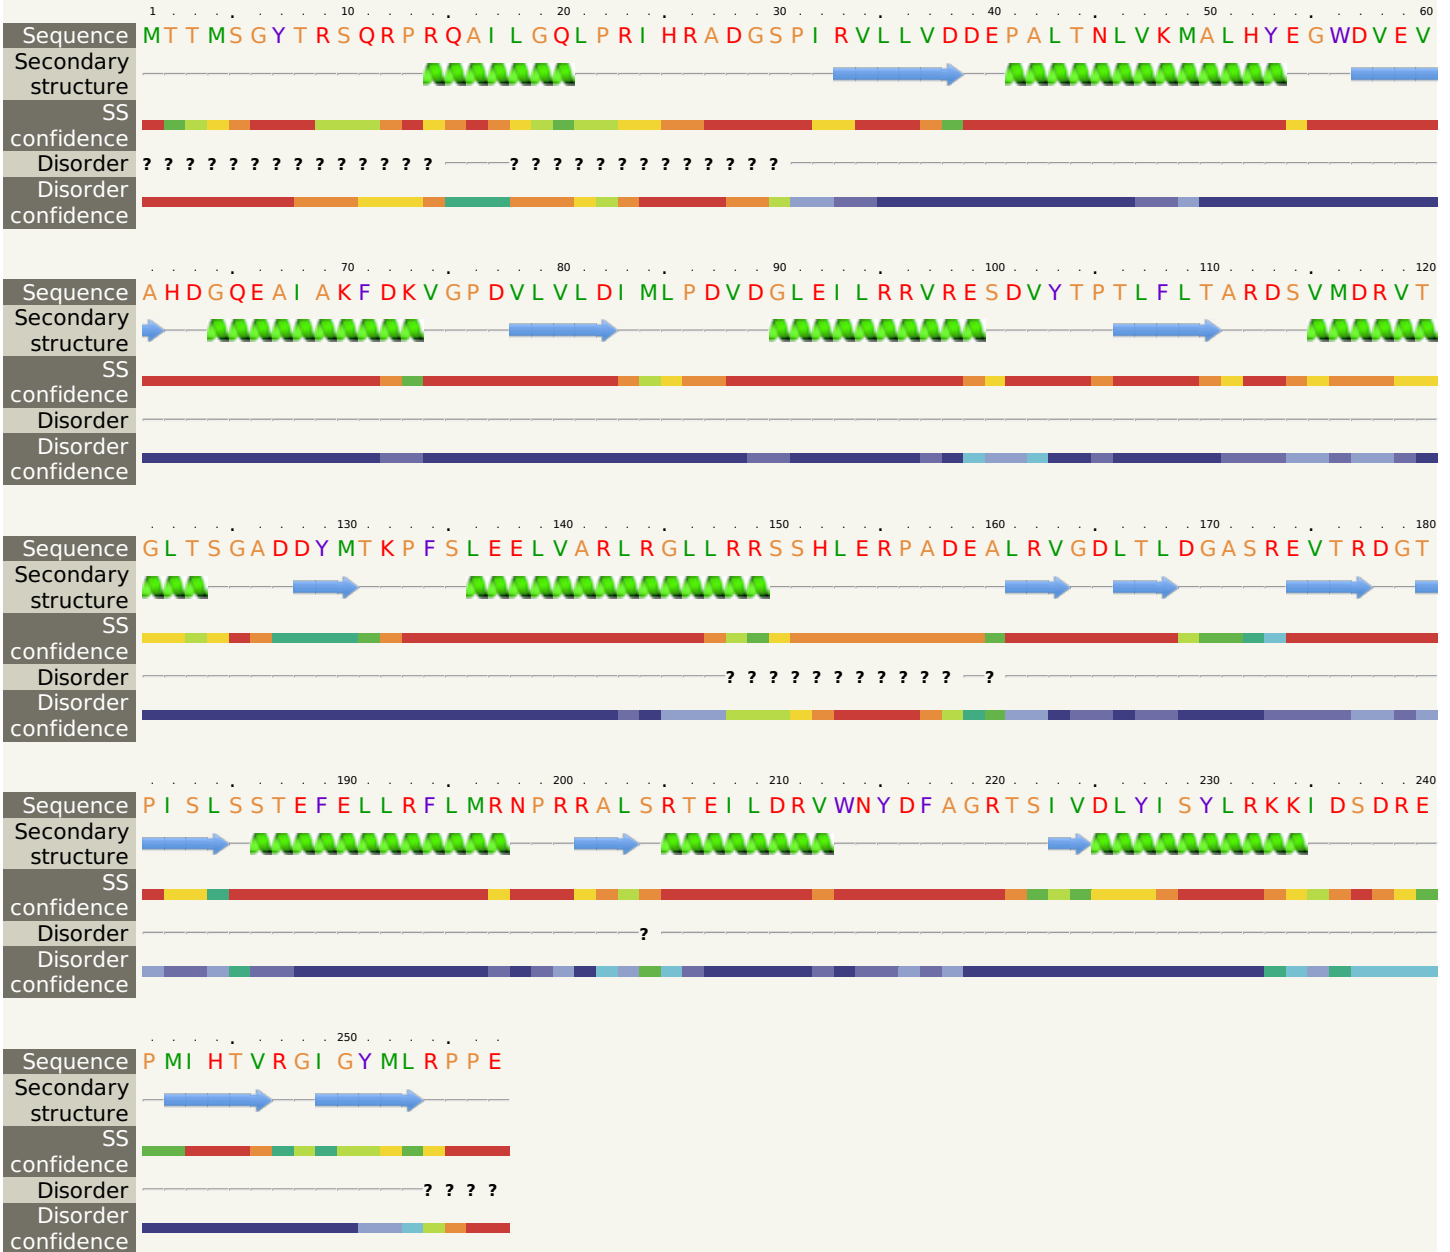 1 10 20 30 40 50 60
Sequence MTTMSGYTRSQRPRQAILGQLPRIHRADGSPIRVLLVDDEPALTNLVKMALHYEGWDVEV
Secondary
structure
SS
confidence
Disorder ? ? ? ? ? ? ? ? ? ? ? ? ? ? ? ? ? ? ? ? ? ? ? ? ? ? ?
Disorder
confidence
70 80 90 100 110 120
Sequence AHDGQEAIAKFDKVGPDVLVLDIMLPDVDGLEILRRVRESDVYTPTLFLTARDSVMDRVT
Secondary
structure
SS
confidence
Disorder
Disorder
confidence
130 140 150 160 170 180
Sequence GLTSGADDYMTKPFSLEELVARLRGLLRRSSHLERPADEALRVGDLTLDGASREVTRDGT
Secondary
structure
SS
confidence
Disorder ? ? ? ? ? ? ? ? ? ? ? ?
Disorder
confidence
190 200 210 220 230 240
Sequence PISLSSTEFELLRFLMRNPRRALSRTEILDRVWNYDFAGRTSIVDLYISYLRKKIDSDRE
Secondary
structure
SS
confidence
Disorder ?
Disorder
confidence
250
Sequence PMIHTVRGIGYMLRPPE
Secondary
structure
SS
confidence
Disorder ? ? ? ?
Disorder
confidence